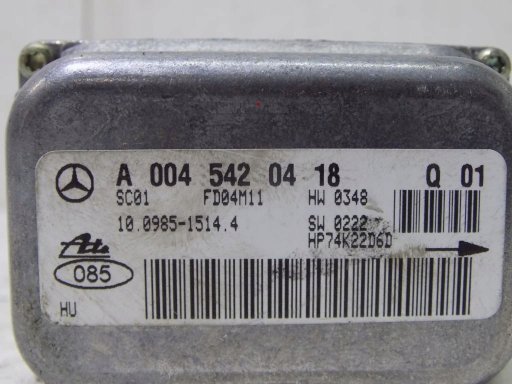 A 004 542 04 18 Q 01
SC01 FD04M11 HW 0348
10.0985-1514.4 SW 0222
HP74K22D6D
Ate
085
HU